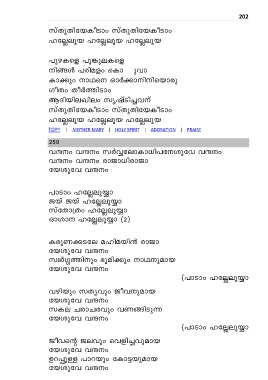 202
സ്തുതിയേകീടാം സ്തുതിയേകീടാം
ഹല്ലേലൂയ ഹല്ലേലൂയ ഹല്ലേലൂയ
പുഴകളെ പൂങ്കുലകളെ
നിങ്ങൾ പരിമളം കൊ ുവാ
കാക്കും നാഥനെ ഓർക്കാനിനിയൊരു
ഗീതം തീർത്തിടാം
ആദിയിലഖിലം സൃഷ്ടിച്ചവന്
സ്തുതിയേകീടാം സ്തുതിയേകീടാം
ഹല്ലേലൂയ ഹല്ലേലൂയ ഹല്ലേലൂയ
TOP↑ | MOTHER MARY | HOLY SPIRIT | ADORATION | PRAISE
259
വന്ദനം വന്ദനം സർവ്വലോകാധിപനേശുവേ വന്ദനം
വന്ദനം വന്ദനം രാജാധിരാജാ
യേശുവേ വന്ദനം
പാടാം ഹല്ലേലുയ്യാ
ജയ് ജയ് ഹല്ലേലുയ്യാ
സ്തോത്രം ഹല്ലേലുയ്യാ
ഓശാന ഹല്ലേലുയ്യാ (2)
കരുണക്കടലേ മഹിമയിൻ രാജാ
യേശുവേ വന്ദനം
സ്വർഗ്ഗത്തിനും ഭൂമിക്കും നാഥനുമായ
യേശുവേ വന്ദനം
(പാടാം ഹല്ലേലുയ്യാ
വഴിയും സത്യവും ജീവനുമായ
യേശുവേ വന്ദനം
സകല ചരാചരവും വണങ്ങിടുന്ന
യേശുവേ വന്ദനം
(പാടാം ഹല്ലേലുയ്യാ
ജീവന്റെ ജലവും വെളിച്ചവുമായ
യേശുവേ വന്ദനം
ഉറപ്പുള്ള പാറയും കോട്ടയുമായ
യേശുവേ വന്ദനം